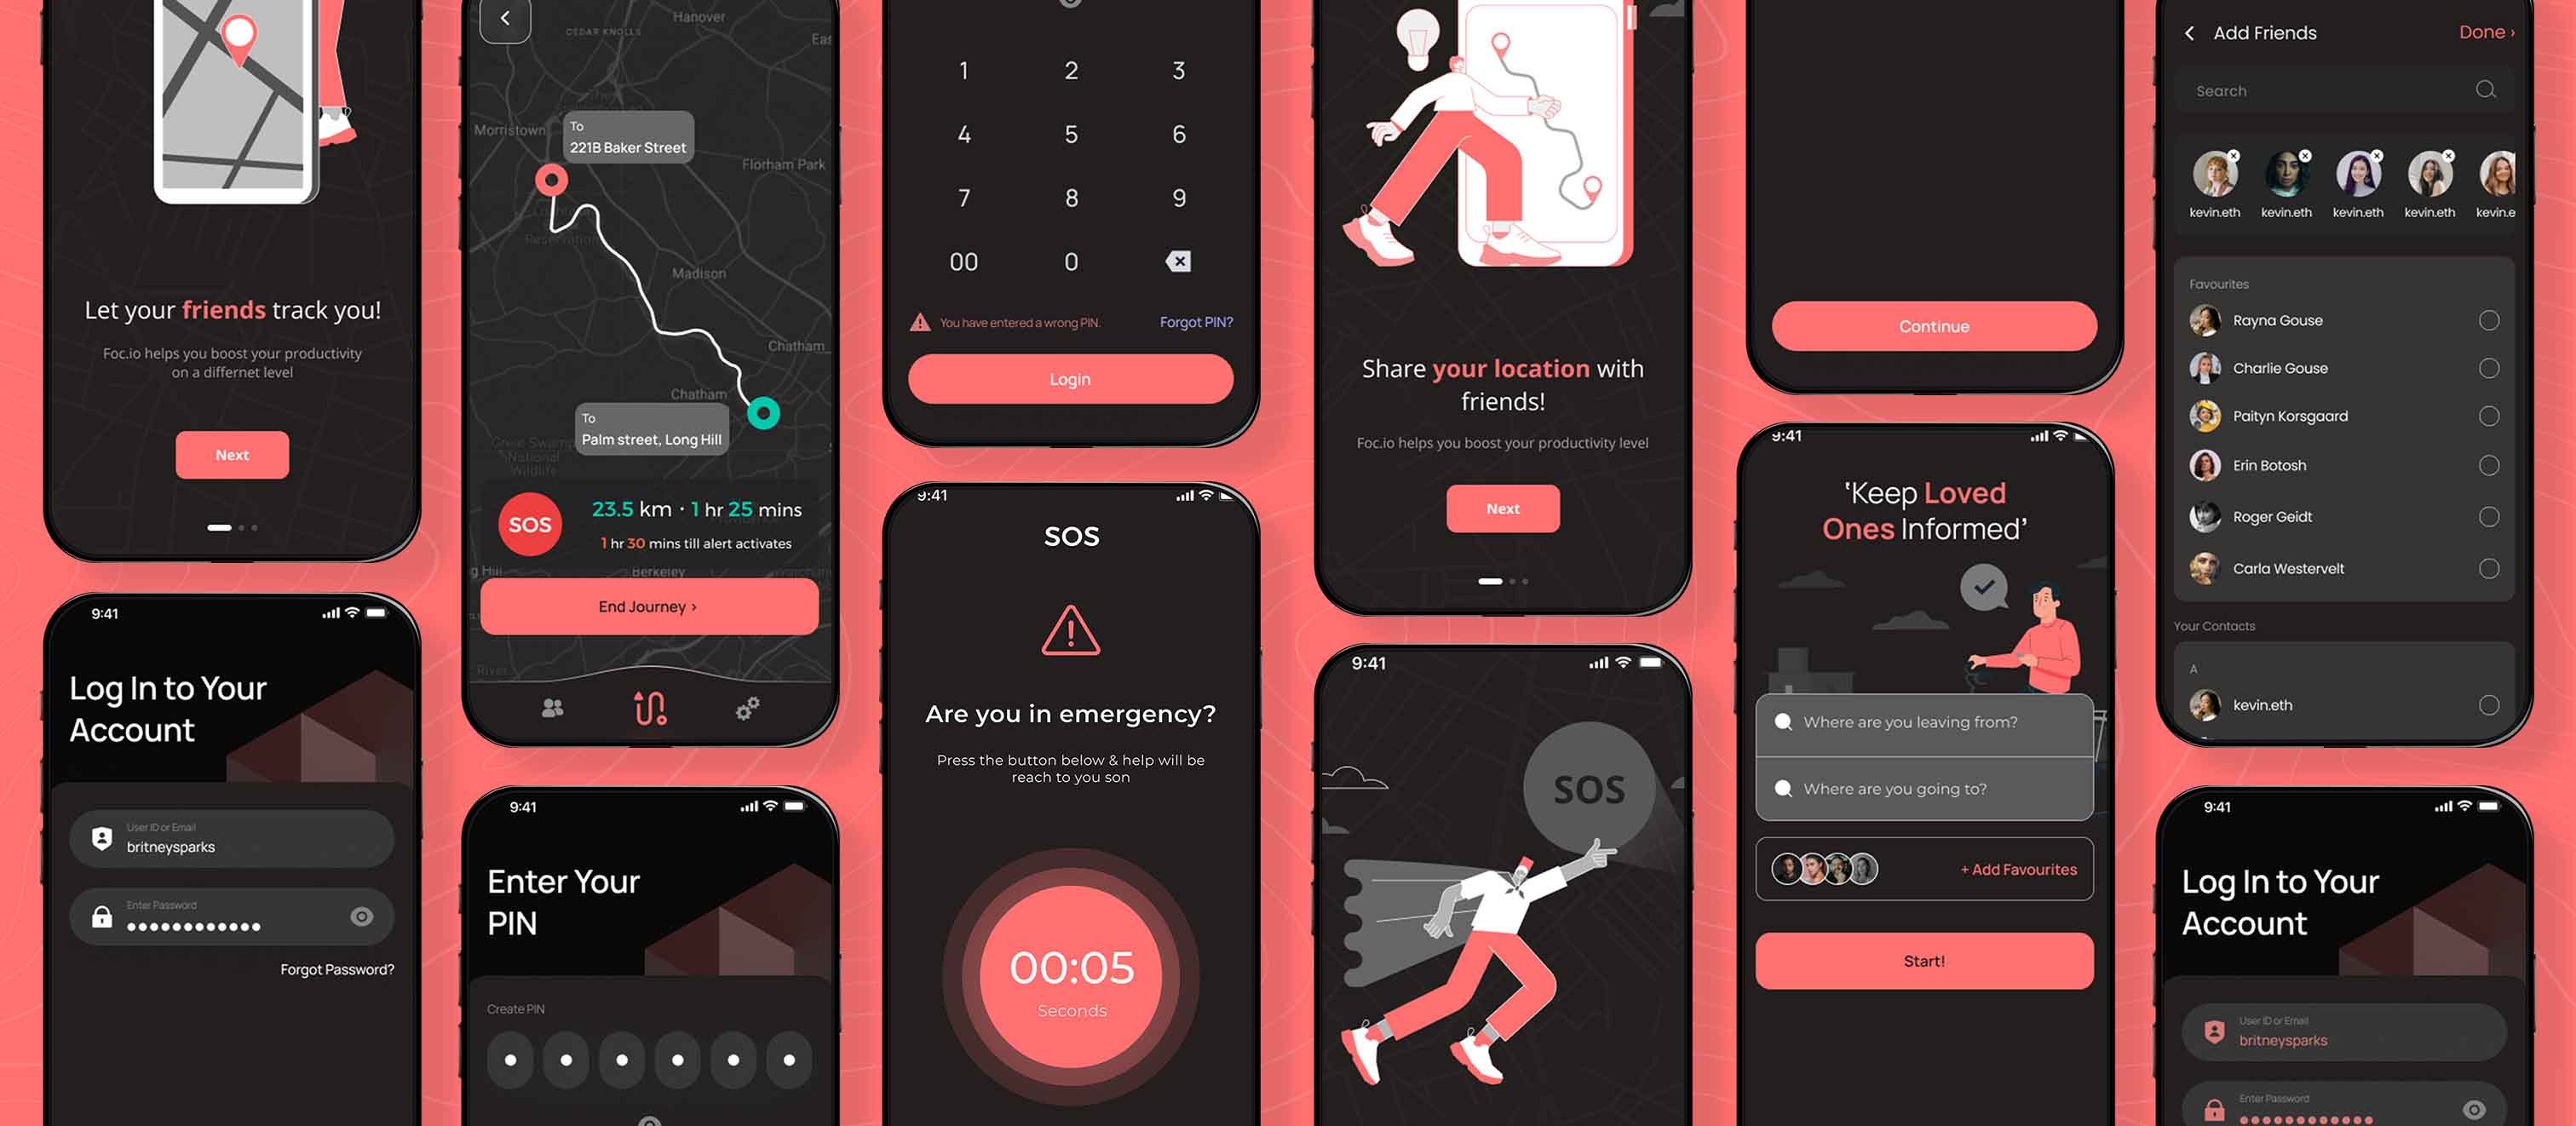 Let your friends track you!
Foc.io helps you boost your productivity
on a differnet level
Next
9:41
Log In to Your
Account
User ID or Email
britneysparks
Enter Password
Forgot Password?
Hanover
CEDAR KNOLLS
Morristown
To
221B Baker Street
Florham Park
Madison
Chatham
Chatham
To
Palm street, Long Hill
Great Swamp
National
Wildlife
SOS
23.5 km · 1 hr 25 mins
1 hr 30 mins till alert activates
Berkeley
End Journey ›
River
9:41
Enter Your
PIN
Create PIN
1 2 3
4 5 6
7 8 9
00 0
You have entered a wrong PIN.
Forgot PIN?
Login
9:41
SOS
Are you in emergency?
Press the button below & help will be
reach to you son
00:05
Seconds
Share your location with
friends!
Foc.io helps you boost your productivity level
Next
9:41
SOS
Continue
9:41
‘Keep Loved
Ones Informed’
Where are you leaving from?
Where are you going to?
+ Add Favourites
Start!
Add Friends
Done ›
Search
kevin.eth kevin.eth kevin.eth kevin.eth kevin.e
Favourites
Rayna Gouse
Charlie Gouse
Paityn Korsgaard
Erin Botosh
Roger Geidt
Carla Westervelt
Your Contacts
A
kevin.eth
9:41
Log In to Your
Account
User ID or Email
britneysparks
Enter Password